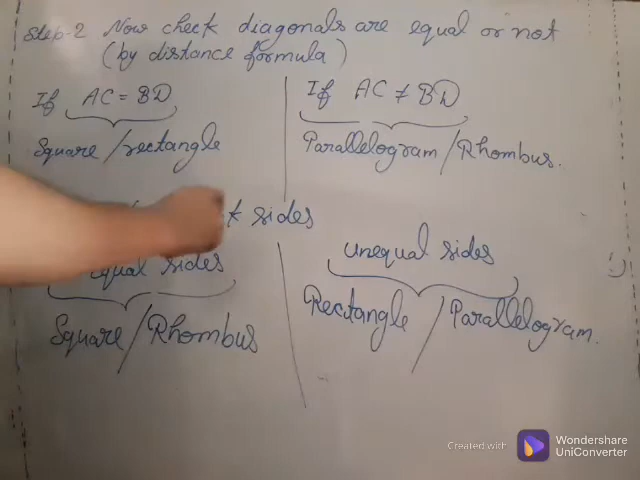 Step-2 Now check diagonals are equal or not
(by distance formula)
If AC = BD
Square/rectangle
If AC ≠ BD
Parallelogram/Rhombus.
sides
equal sides
Square/Rhombus
unequal sides
Rectangle/Parallelogram.
Created with
Wondershare
UniConverter